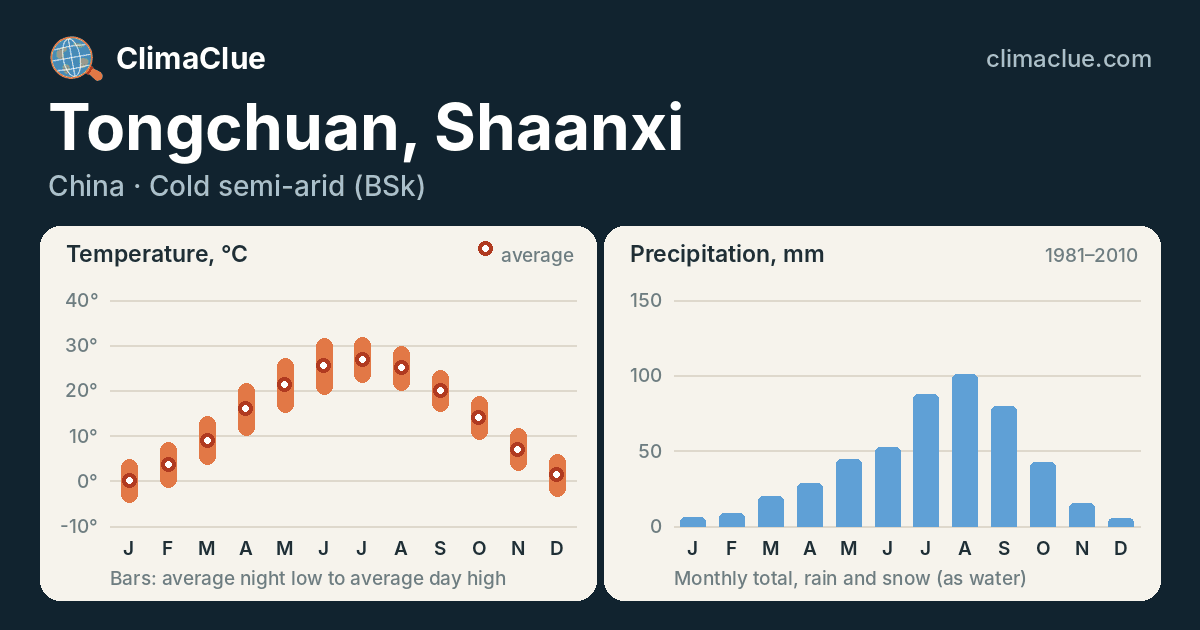 ClimaClue
climaclue.com
Tongchuan, Shaanxi
China · Cold semi-arid (BSk)
Temperature, °C
average
40°
30°
20°
10°
0°
-10°
J F M A M J J A S O N D
Bars: average night low to average day high
Precipitation, mm
1981–2010
150
100
50
0
J F M A M J J A S O N D
Monthly total, rain and snow (as water)